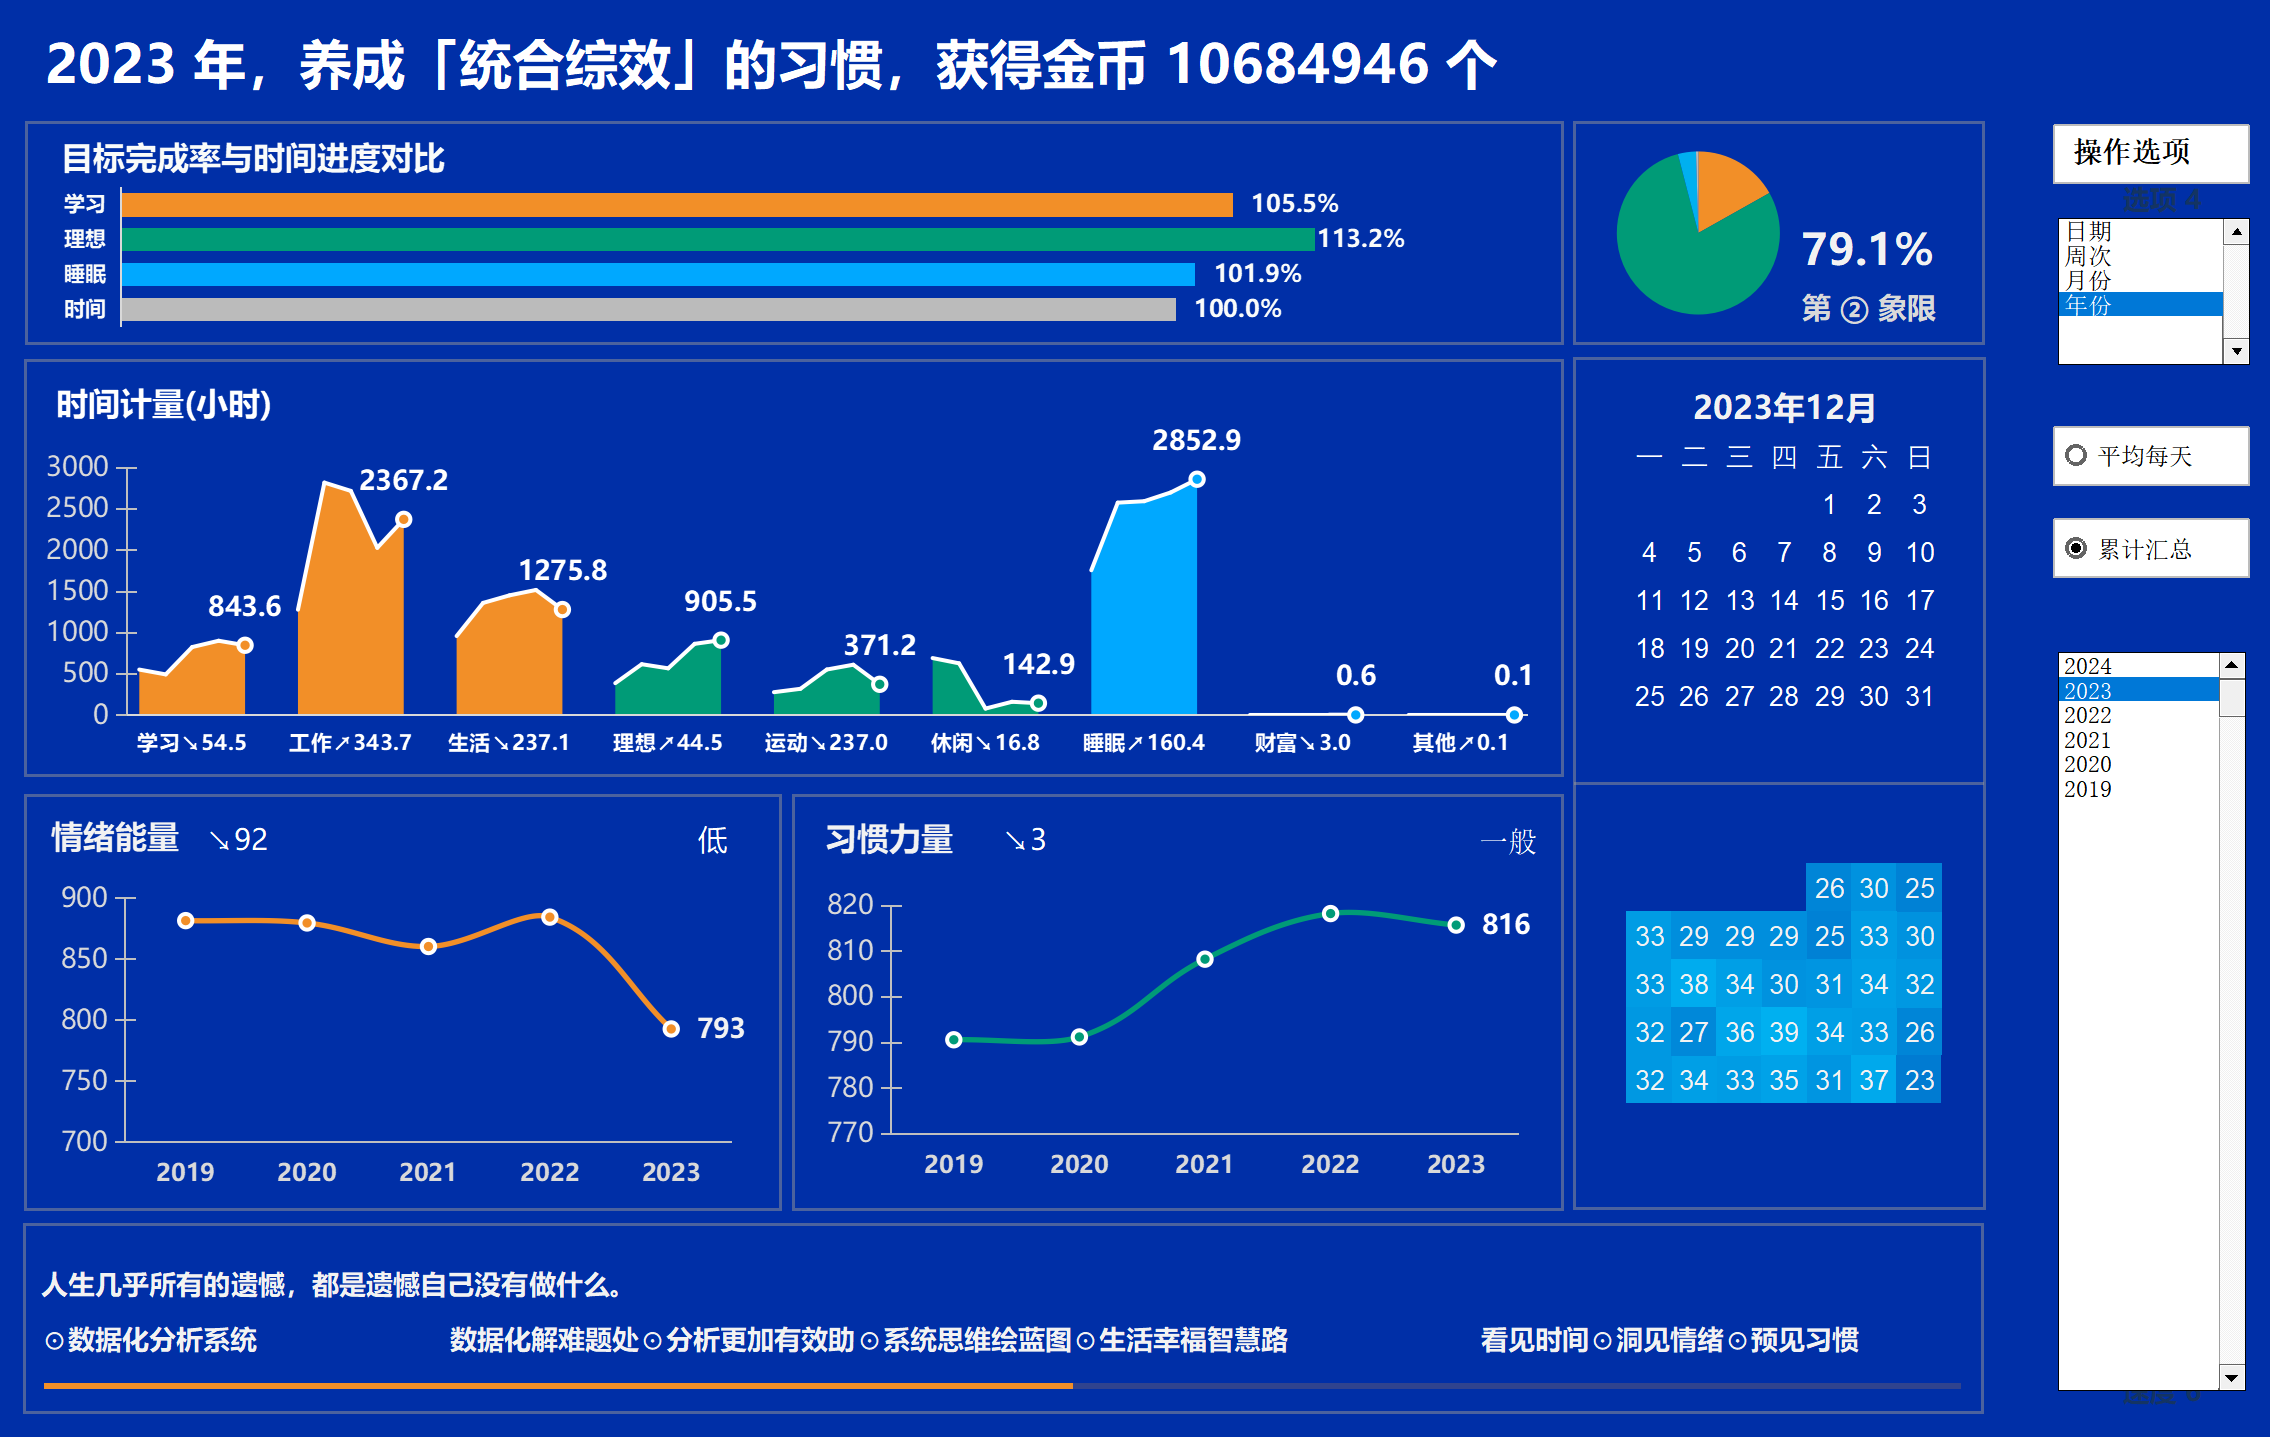 2023 年，养成「统合综效」的习惯，获得金币 10684946 个
目标完成率与时间进度对比
学习 105.5%
理想 113.2%
睡眠 101.9%
时间 100.0%
79.1%
第 ② 象限
操作选项
选项 4
日期
周次
月份
年份
时间计量(小时)
3000
2500
2000
1500
1000
500
0
843.6
2367.2
1275.8
905.5
371.2
142.9
2852.9
0.6
0.1
学习↘54.5 工作↗343.7 生活↘237.1 理想↗44.5 运动↘237.0 休闲↘16.8 睡眠↗160.4 财富↘3.0 其他↗0.1
2023年12月
一 二 三 四 五 六 日
1 2 3
4 5 6 7 8 9 10
11 12 13 14 15 16 17
18 19 20 21 22 23 24
25 26 27 28 29 30 31
平均每天
累计汇总
2024
2023
2022
2021
2020
2019
情绪能量 ↘92 低
900
850
800
750
700
793
2019 2020 2021 2022 2023
习惯力量 ↘3 一般
820
810
800
790
780
770
816
2019 2020 2021 2022 2023
26 30 25
33 29 29 29 25 33 30
33 38 34 30 31 34 32
32 27 36 39 34 33 26
32 34 33 35 31 37 23
人生几乎所有的遗憾，都是遗憾自己没有做什么。
⊙数据化分析系统 数据化解难题处⊙分析更加有效助⊙系统思维绘蓝图⊙生活幸福智慧路 看见时间⊙洞见情绪⊙预见习惯